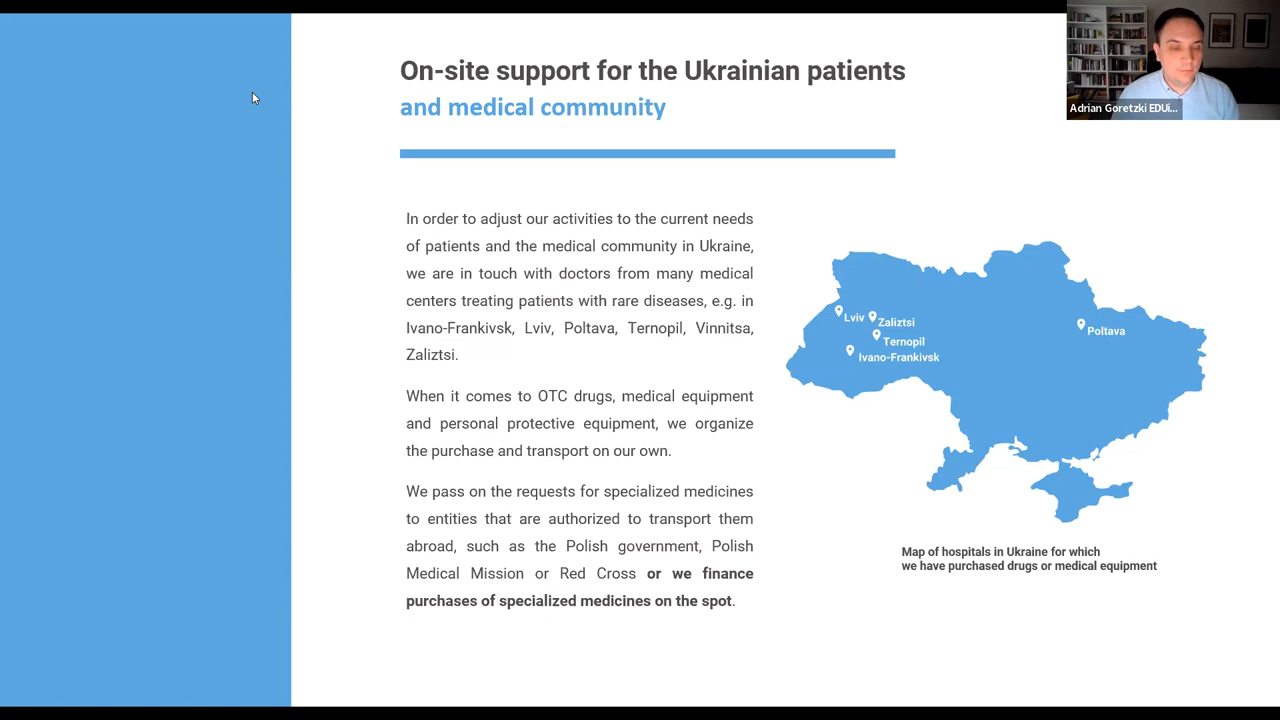 On-site support for the Ukrainian patients
and medical community
Adrian Goretzki EDUi...
In order to adjust our activities to the current needs
of patients and the medical community in Ukraine,
we are in touch with doctors from many medical
centers treating patients with rare diseases, e.g. in
Ivano-Frankivsk, Lviv, Poltava, Ternopil, Vinnitsa,
Zaliztsi.
When it comes to OTC drugs, medical equipment
and personal protective equipment, we organize
the purchase and transport on our own.
We pass on the requests for specialized medicines
to entities that are authorized to transport them
abroad, such as the Polish government, Polish
Medical Mission or Red Cross or we finance
purchases of specialized medicines on the spot.
Lviv
Zaliztsi
Ternopil
Ivano-Frankivsk
Poltava
Map of hospitals in Ukraine for which
we have purchased drugs or medical equipment